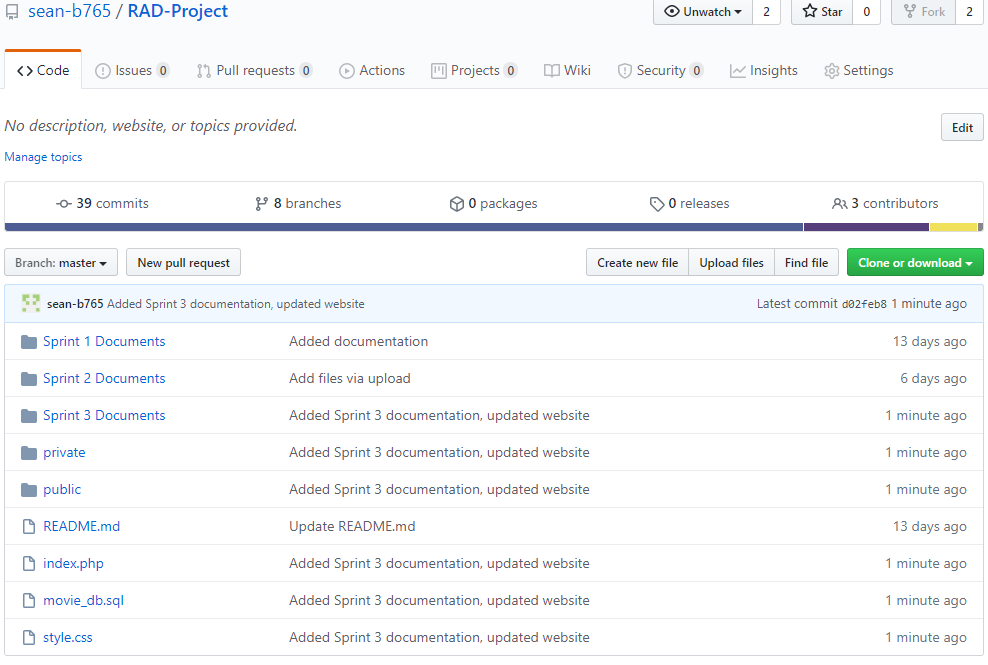 sean-b765 / RAD-Project Unwatch 2 Star 0 Fork 2
Code Issues 0 Pull requests 0 Actions Projects 0 Wiki Security 0 Insights Settings
No description, website, or topics provided. Edit
Manage topics
39 commits 8 branches 0 packages 0 releases 3 contributors
Branch: master New pull request Create new file Upload files Find file Clone or download
sean-b765 Added Sprint 3 documentation, updated website Latest commit d02feb8 1 minute ago
Sprint 1 Documents Added documentation 13 days ago
Sprint 2 Documents Add files via upload 6 days ago
Sprint 3 Documents Added Sprint 3 documentation, updated website 1 minute ago
private Added Sprint 3 documentation, updated website 1 minute ago
public Added Sprint 3 documentation, updated website 1 minute ago
README.md Update README.md 13 days ago
index.php Added Sprint 3 documentation, updated website 1 minute ago
movie_db.sql Added Sprint 3 documentation, updated website 1 minute ago
style.css Added Sprint 3 documentation, updated website 1 minute ago